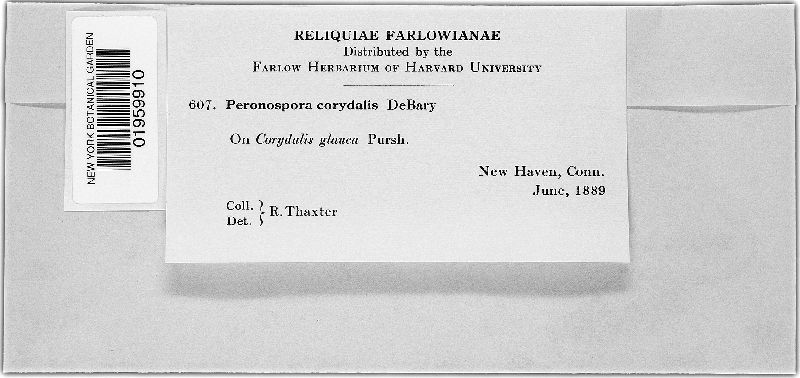 NEW YORK BOTANICAL GARDEN
01959910
RELIQUIAE FARLOWIANAE
Distributed by the
FARLOW HERBARIUM OF HARVARD UNIVERSITY
607. Peronospora corydalis DeBary
On Corydalis glauca Pursh.
New Haven, Conn.
June, 1889
Coll. } R. Thaxter
Det.